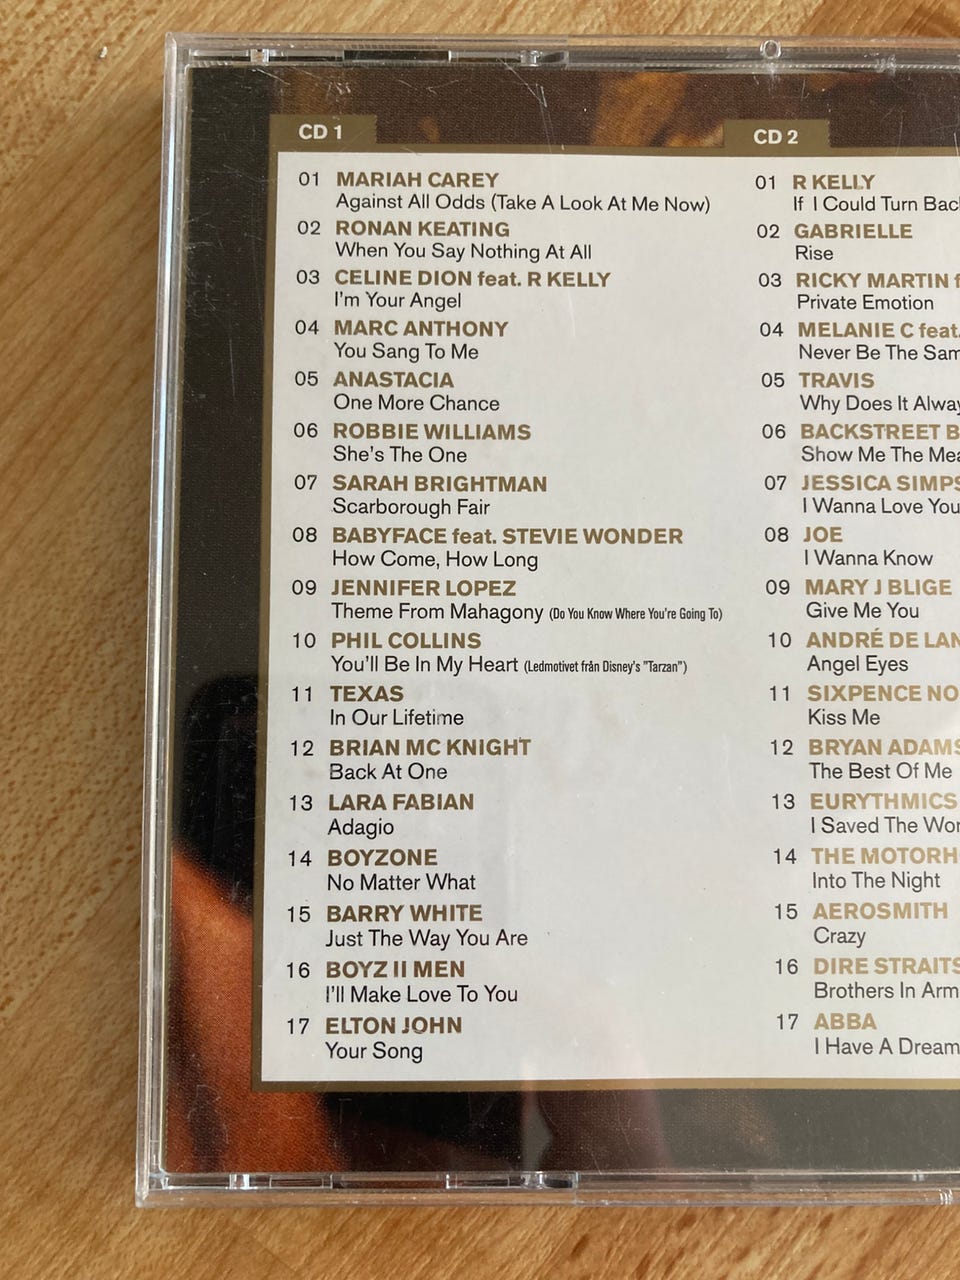 CD 1
01 MARIAH CAREY
Against All Odds (Take A Look At Me Now)
02 RONAN KEATING
When You Say Nothing At All
03 CELINE DION feat. R KELLY
I'm Your Angel
04 MARC ANTHONY
You Sang To Me
05 ANASTACIA
One More Chance
06 ROBBIE WILLIAMS
She's The One
07 SARAH BRIGHTMAN
Scarborough Fair
08 BABYFACE feat. STEVIE WONDER
How Come, How Long
09 JENNIFER LOPEZ
Theme From Mahagony (Do You Know Where You're Going To)
10 PHIL COLLINS
You'll Be In My Heart (Ledmotivet från Disney's "Tarzan")
11 TEXAS
In Our Lifetime
12 BRIAN MC KNIGHT
Back At One
13 LARA FABIAN
Adagio
14 BOYZONE
No Matter What
15 BARRY WHITE
Just The Way You Are
16 BOYZ II MEN
I'll Make Love To You
17 ELTON JOHN
Your Song
CD 2
01 R KELLY
If I Could Turn
02 GABRIELLE
Rise
03 RICKY MARTIN
Private Emotion
04 MELANIE C feat.
Never Be The
05 TRAVIS
Why Does It
06 BACKSTREET
Show Me The
07 JESSICA
I Wanna Love You
08 JOE
I Wanna Know
09 MARY J BLIGE
Give Me You
10 ANDRÉ DE
Angel Eyes
11 SIXPENCE
Kiss Me
12 BRYAN
The Best Of Me
13 EURYTHMICS
I Saved The
14 THE
Into The Night
15 AEROSMITH
Crazy
16 DIRE
Brothers In
17 ABBA
I Have A Dream